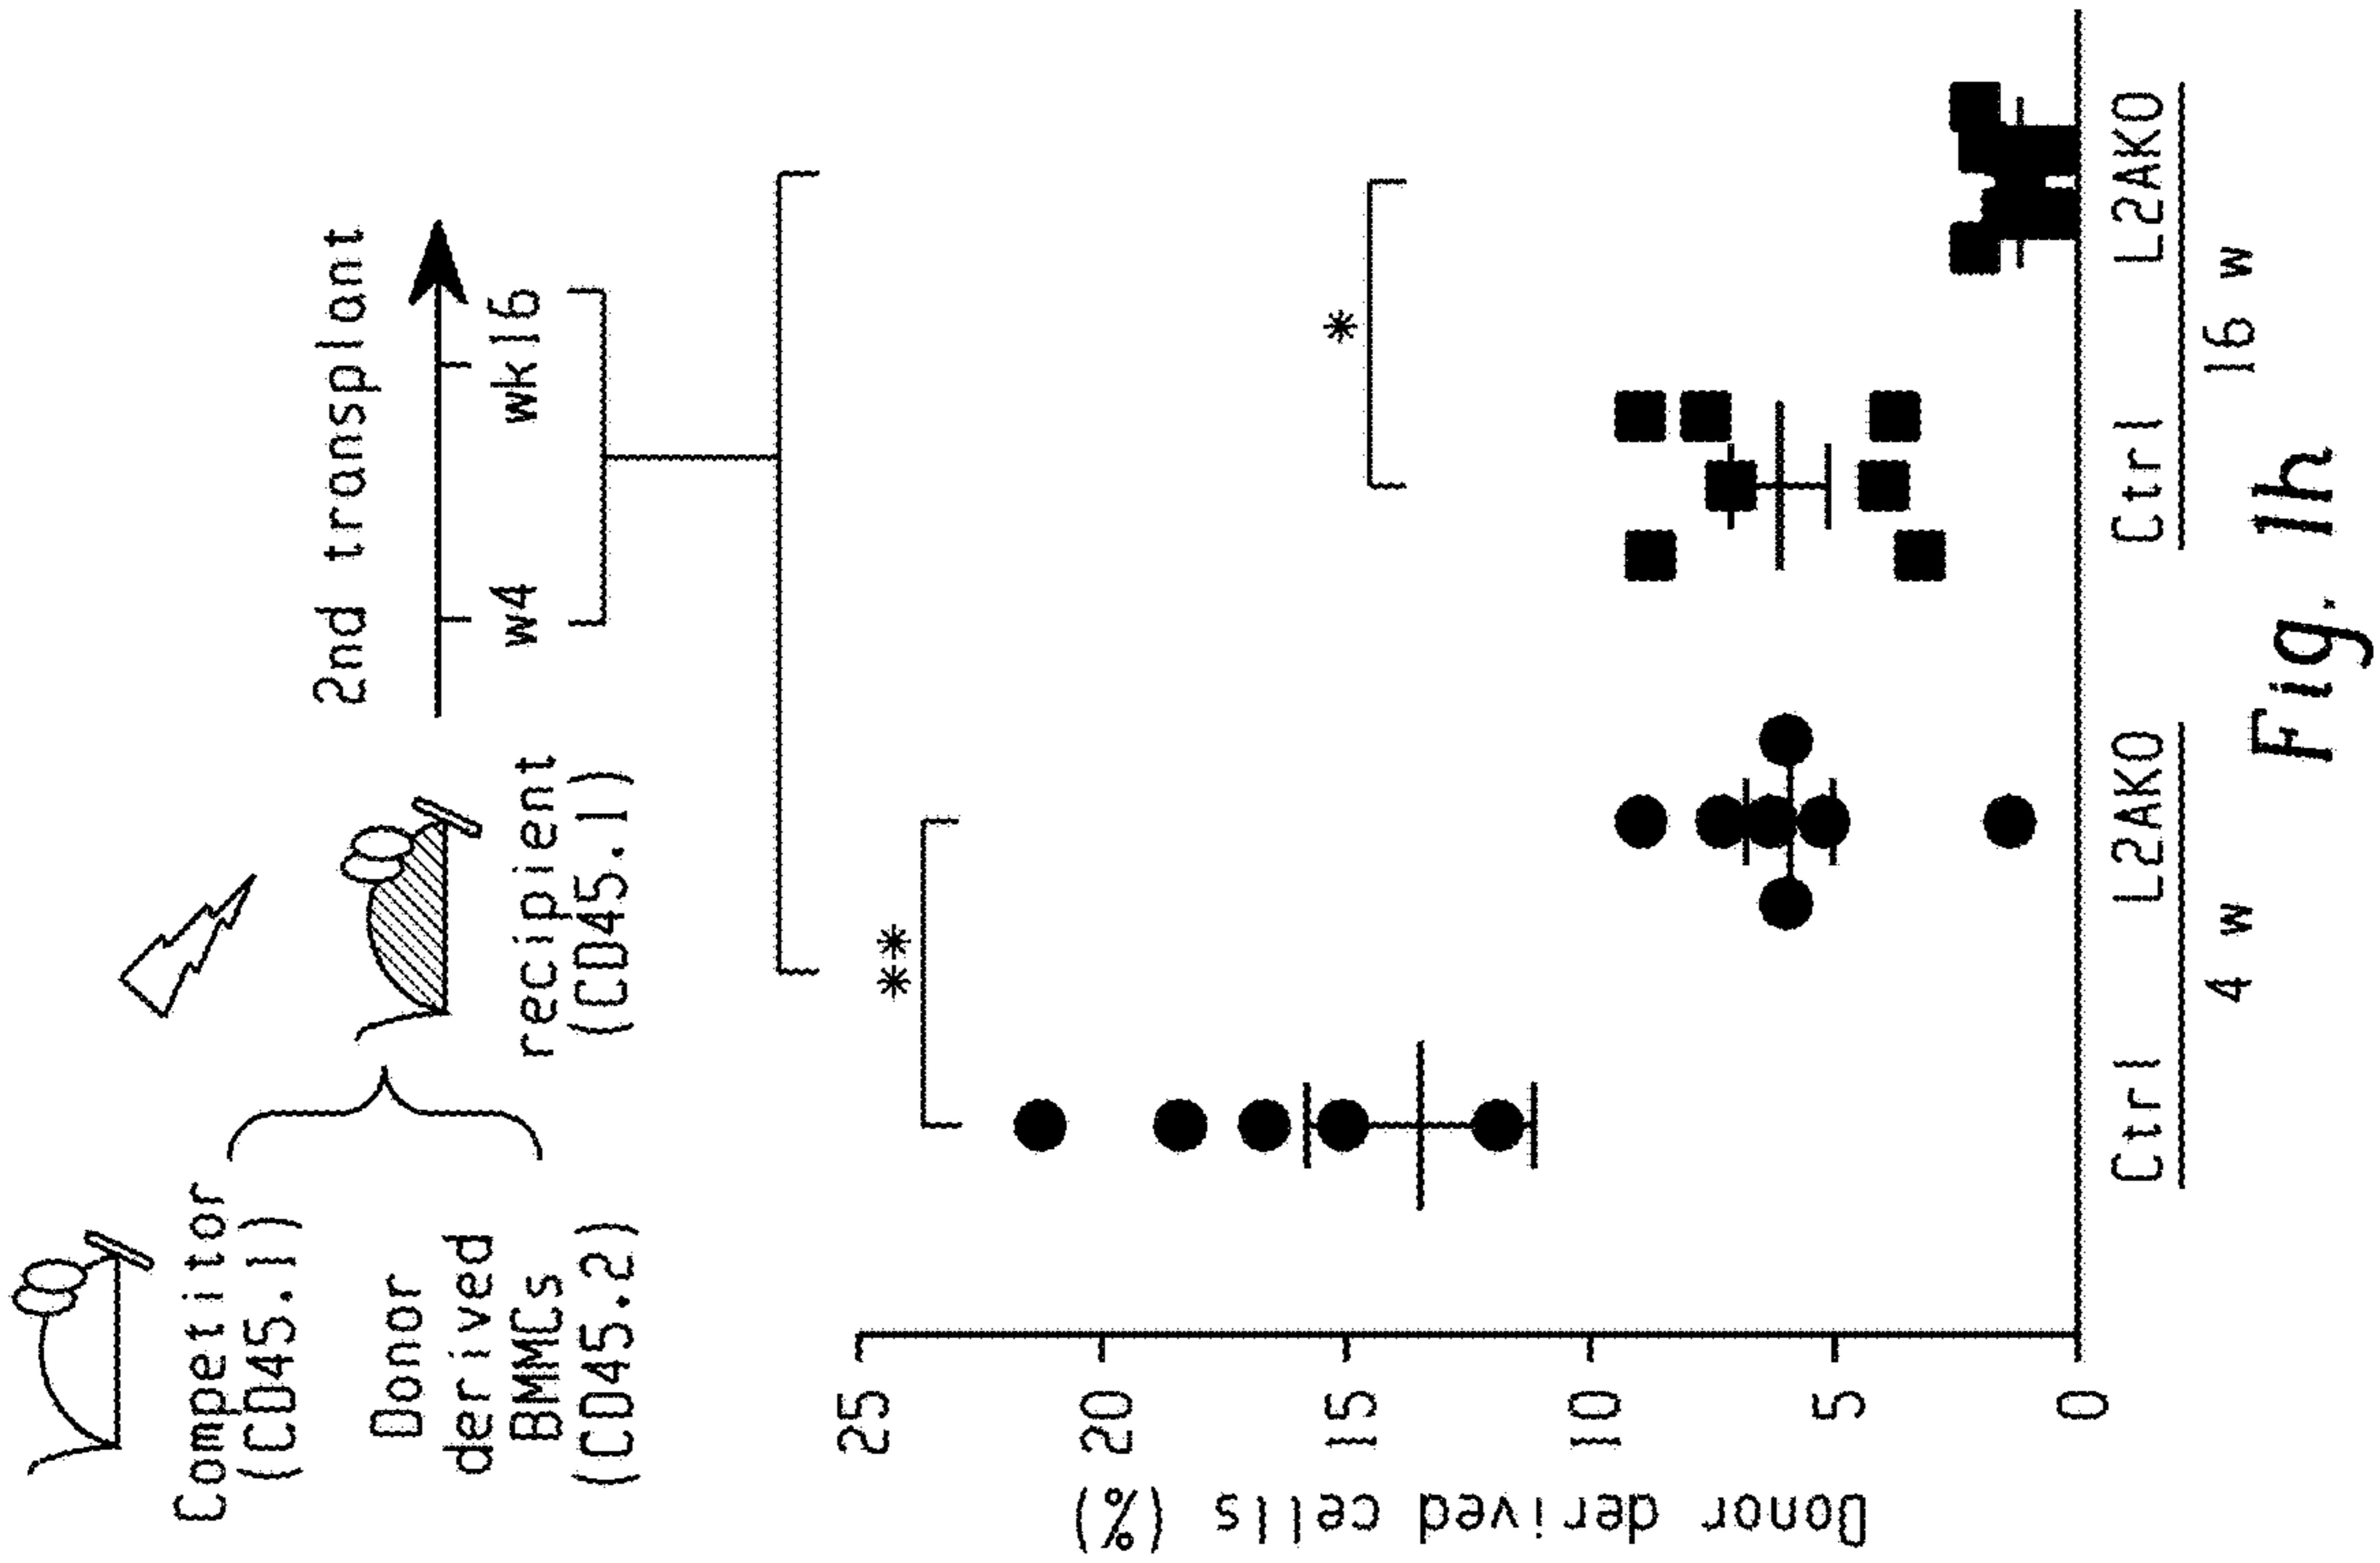 Competitor
(CD45.1)
Donor
derived
BMMCs
(CD45.2)
recipient
(CD45.1)
2nd transplant
w4
wk16
Donor derived cells (%)
25
20
15
10
5
0
**
*
Ctrl
L2AKO
Ctrl
L2AKO
4 w
16 w
Fig. 1h